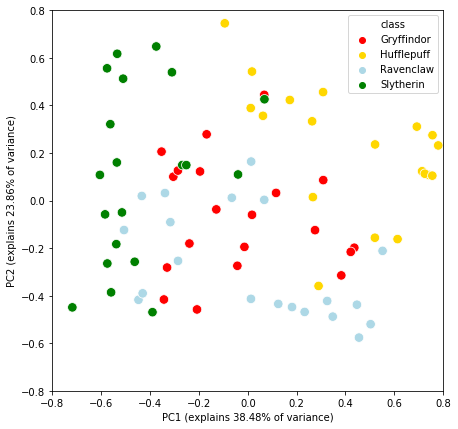 class
Gryffindor
Hufflepuff
Ravenclaw
Slytherin
0.8
0.6
0.4
0.2
0.0
−0.2
−0.4
−0.6
−0.8
PC2 (explains 23.86% of variance)
−0.8 −0.6 −0.4 −0.2 0.0 0.2 0.4 0.6 0.8
PC1 (explains 38.48% of variance)